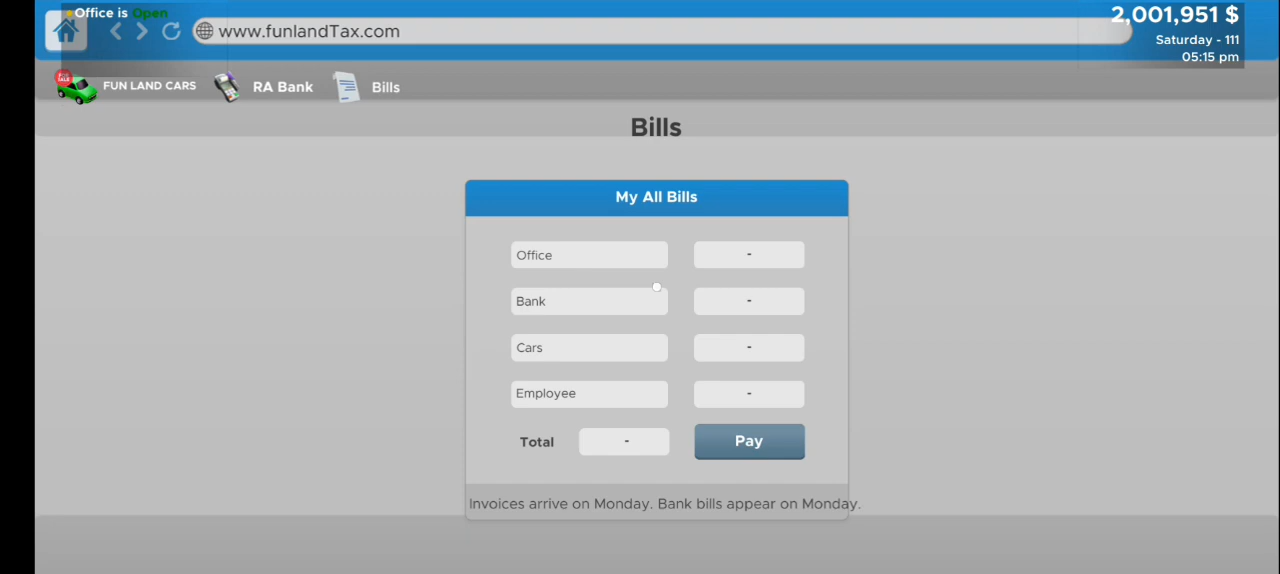 Office is Open
2,001,951 $
www.funlandTax.com
Saturday - 111
05:15 pm
SALE
FUN LAND CARS
RA Bank
Bills
Bills
My All Bills
Office -
Bank -
Cars -
Employee -
Total - Pay
Invoices arrive on Monday. Bank bills appear on Monday.